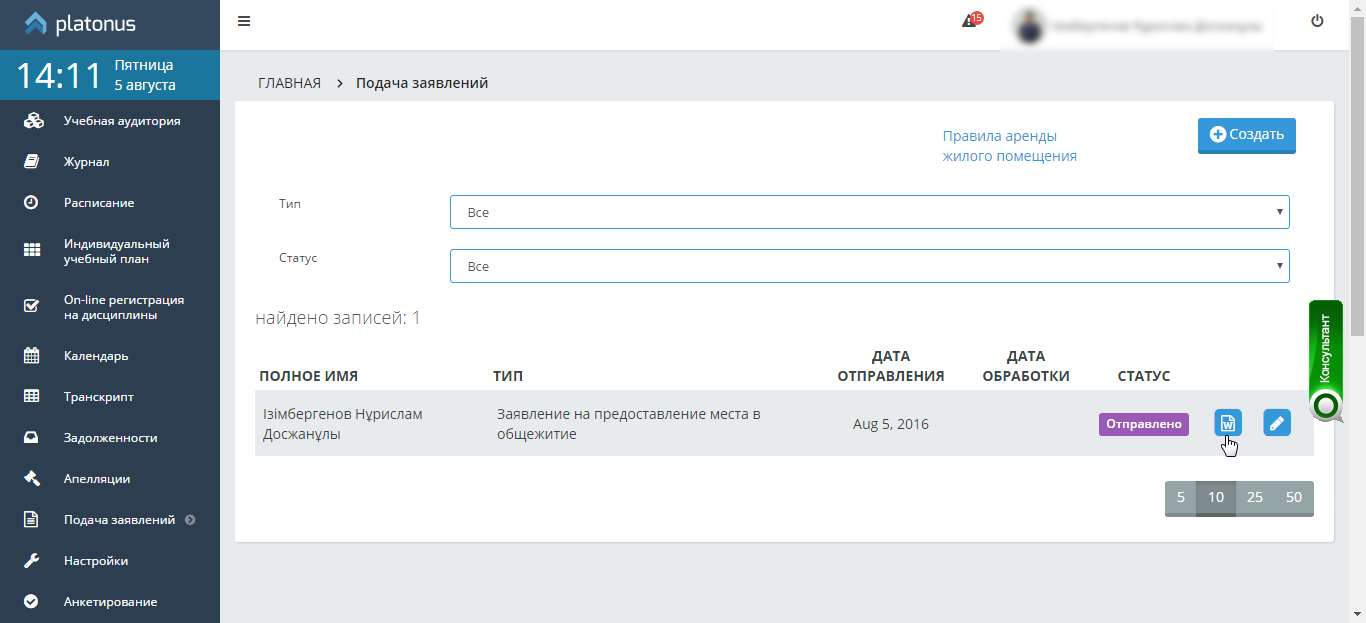 platonus
15
14:11
Пятница
5 августа
ГЛАВНАЯ > Подача заявлений
Учебная аудитория
Журнал
Расписание
Индивидуальный
учебный план
On-line регистрация
на дисциплины
Календарь
Транскрипт
Задолженности
Апелляции
Подача заявлений
Настройки
Анкетирование
Правила аренды
жилого помещения
Создать
Тип
Все
Статус
Все
найдено записей: 1
ПОЛНОЕ ИМЯ
ТИП
ДАТА
ОТПРАВЛЕНИЯ
ДАТА
ОБРАБОТКИ
СТАТУС
Ізімбергенов Нұрислам
Досжанұлы
Заявление на предоставление места в
общежитие
Aug 5, 2016
Отправлено
W
5 10 25 50
Консультант